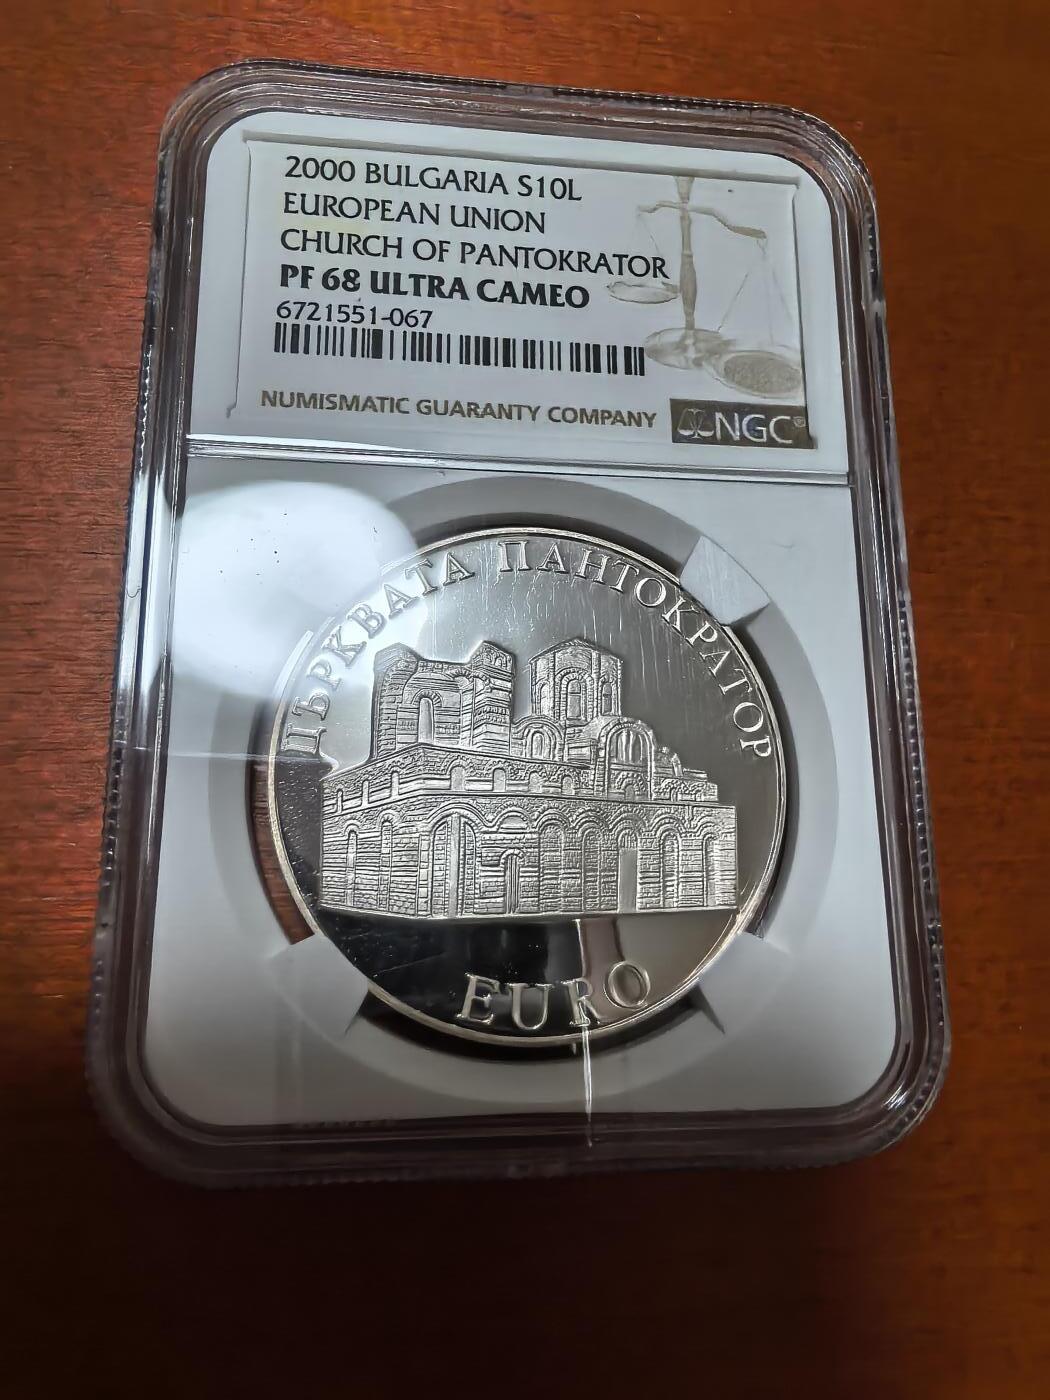 2000 BULGARIA S10L
EUROPEAN UNION
CHURCH OF PANTOKRATOR
PF 68 ULTRA CAMEO
6721551-067
NUMISMATIC GUARANTY COMPANY
NGC®
ЦЪРКВАТА ПАНТОКРАТОР
EURO